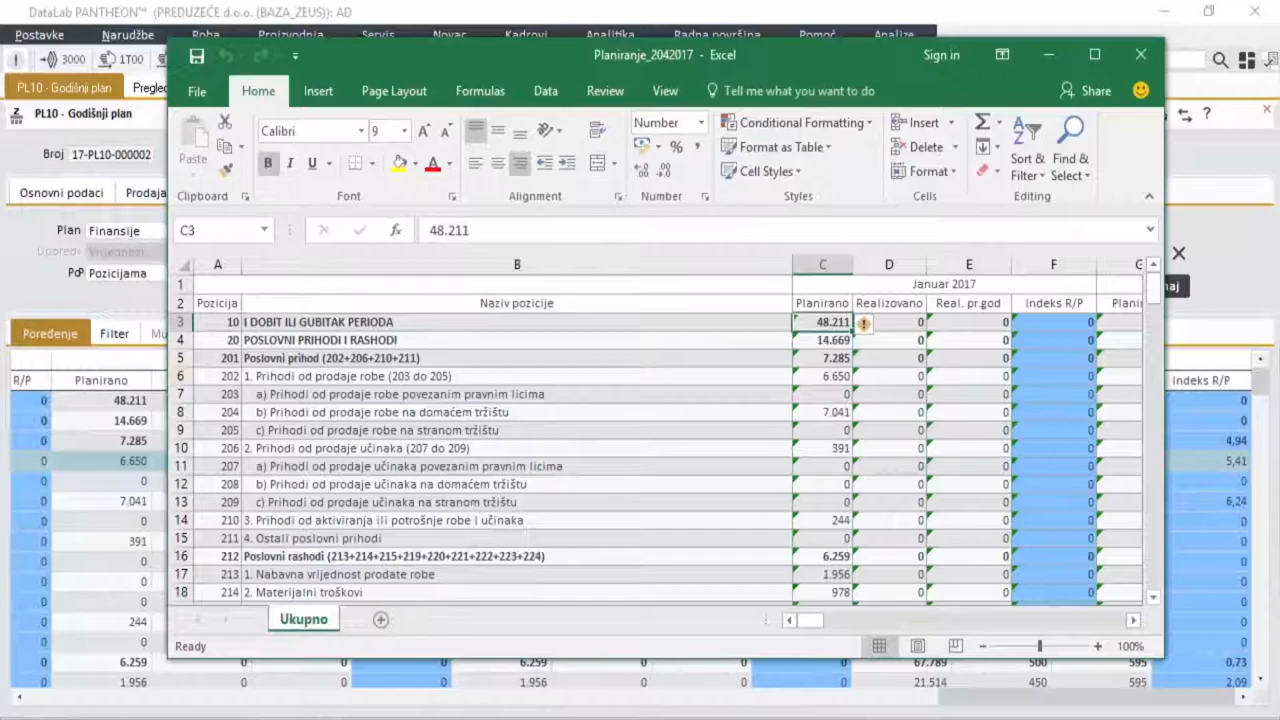 DataLab PANTHEON™ (PREDUZEĆE d.o.o. (BAZA_ZEUS): AD
Postavke Narudžbe Roba Proizvodnja Servis Novac Kadrovi Analitika Radna površina Pomoć Analize
3000 1T00
PL10 - Godišnji plan Pregled
PL10 - Godišnji plan
Broj 17-PL10-000002
Osnovni podaci Prodaja
Plan Finansije
Vrijednosti
Pozicijama
Poređenje Filter
R/P Planirano
0 48.211
0 14.669
0 7.285
0 6.650
0 0
0 7.041
0 0
0 391
0 0
0 0
0 0
0 244
0 0
0 6.259 0 0 0 6.259 0 0 0 67.789 500 595 0,73
0 1.956 0 0 0 1.956 0 0 0 21.514 450 595 2,09
Planiranje_2042017 - Excel Sign in
File Home Insert Page Layout Formulas Data Review View Tell me what you want to do Share
Paste
Calibri 9
B I U
Number
%
Conditional Formatting
Format as Table
Cell Styles
Insert
Delete
Format
Sort & Filter
Find & Select
Clipboard Font Alignment Number Styles Cells Editing
C3 fx 48.211
A B C D E F G
1 Januar 2017
2 Pozicija Naziv pozicije Planirano Realizovano Real. pr.god Indeks R/P
3 10 I DOBIT ILI GUBITAK PERIODA 48.211 0 0 0
4 20 POSLOVNI PRIHODI I RASHODI 14.669 0 0 0
5 201 Poslovni prihod (202+206+210+211) 7.285 0 0 0
6 202 1. Prihodi od prodaje robe (203 do 205) 6.650 0 0 0
7 203 a) Prihodi od prodaje robe povezanim pravnim licima 0 0 0 0
8 204 b) Prihodi od prodaje robe na domaćem tržištu 7.041 0 0 0
9 205 c) Prihodi od prodaje robe na stranom tržištu 0 0 0 0
10 206 2. Prihodi od prodaje učinaka (207 do 209) 391 0 0 0
11 207 a) Prihodi od prodaje učinaka povezanim pravnim licima 0 0 0 0
12 208 b) Prihodi od prodaje učinaka na domaćem tržištu 0 0 0 0
13 209 c) Prihodi od prodaje učinaka na stranom tržištu 0 0 0 0
14 210 3. Prihodi od aktiviranja ili potrošnje robe i učinaka 244 0 0 0
15 211 4. Ostali poslovni prihodi 0 0 0 0
16 212 Poslovni rashodi (213+214+215+219+220+221+222+223+224) 6.259 0 0 0
17 213 1. Nabavna vrijednost prodate robe 1.956 0 0 0
18 214 2. Materijalni troškovi 978 0 0 0
Ukupno
Ready 100%
Indeks R/P
0
0
4,94
5,41
0
6,24
0
0
0
0
0
0
0